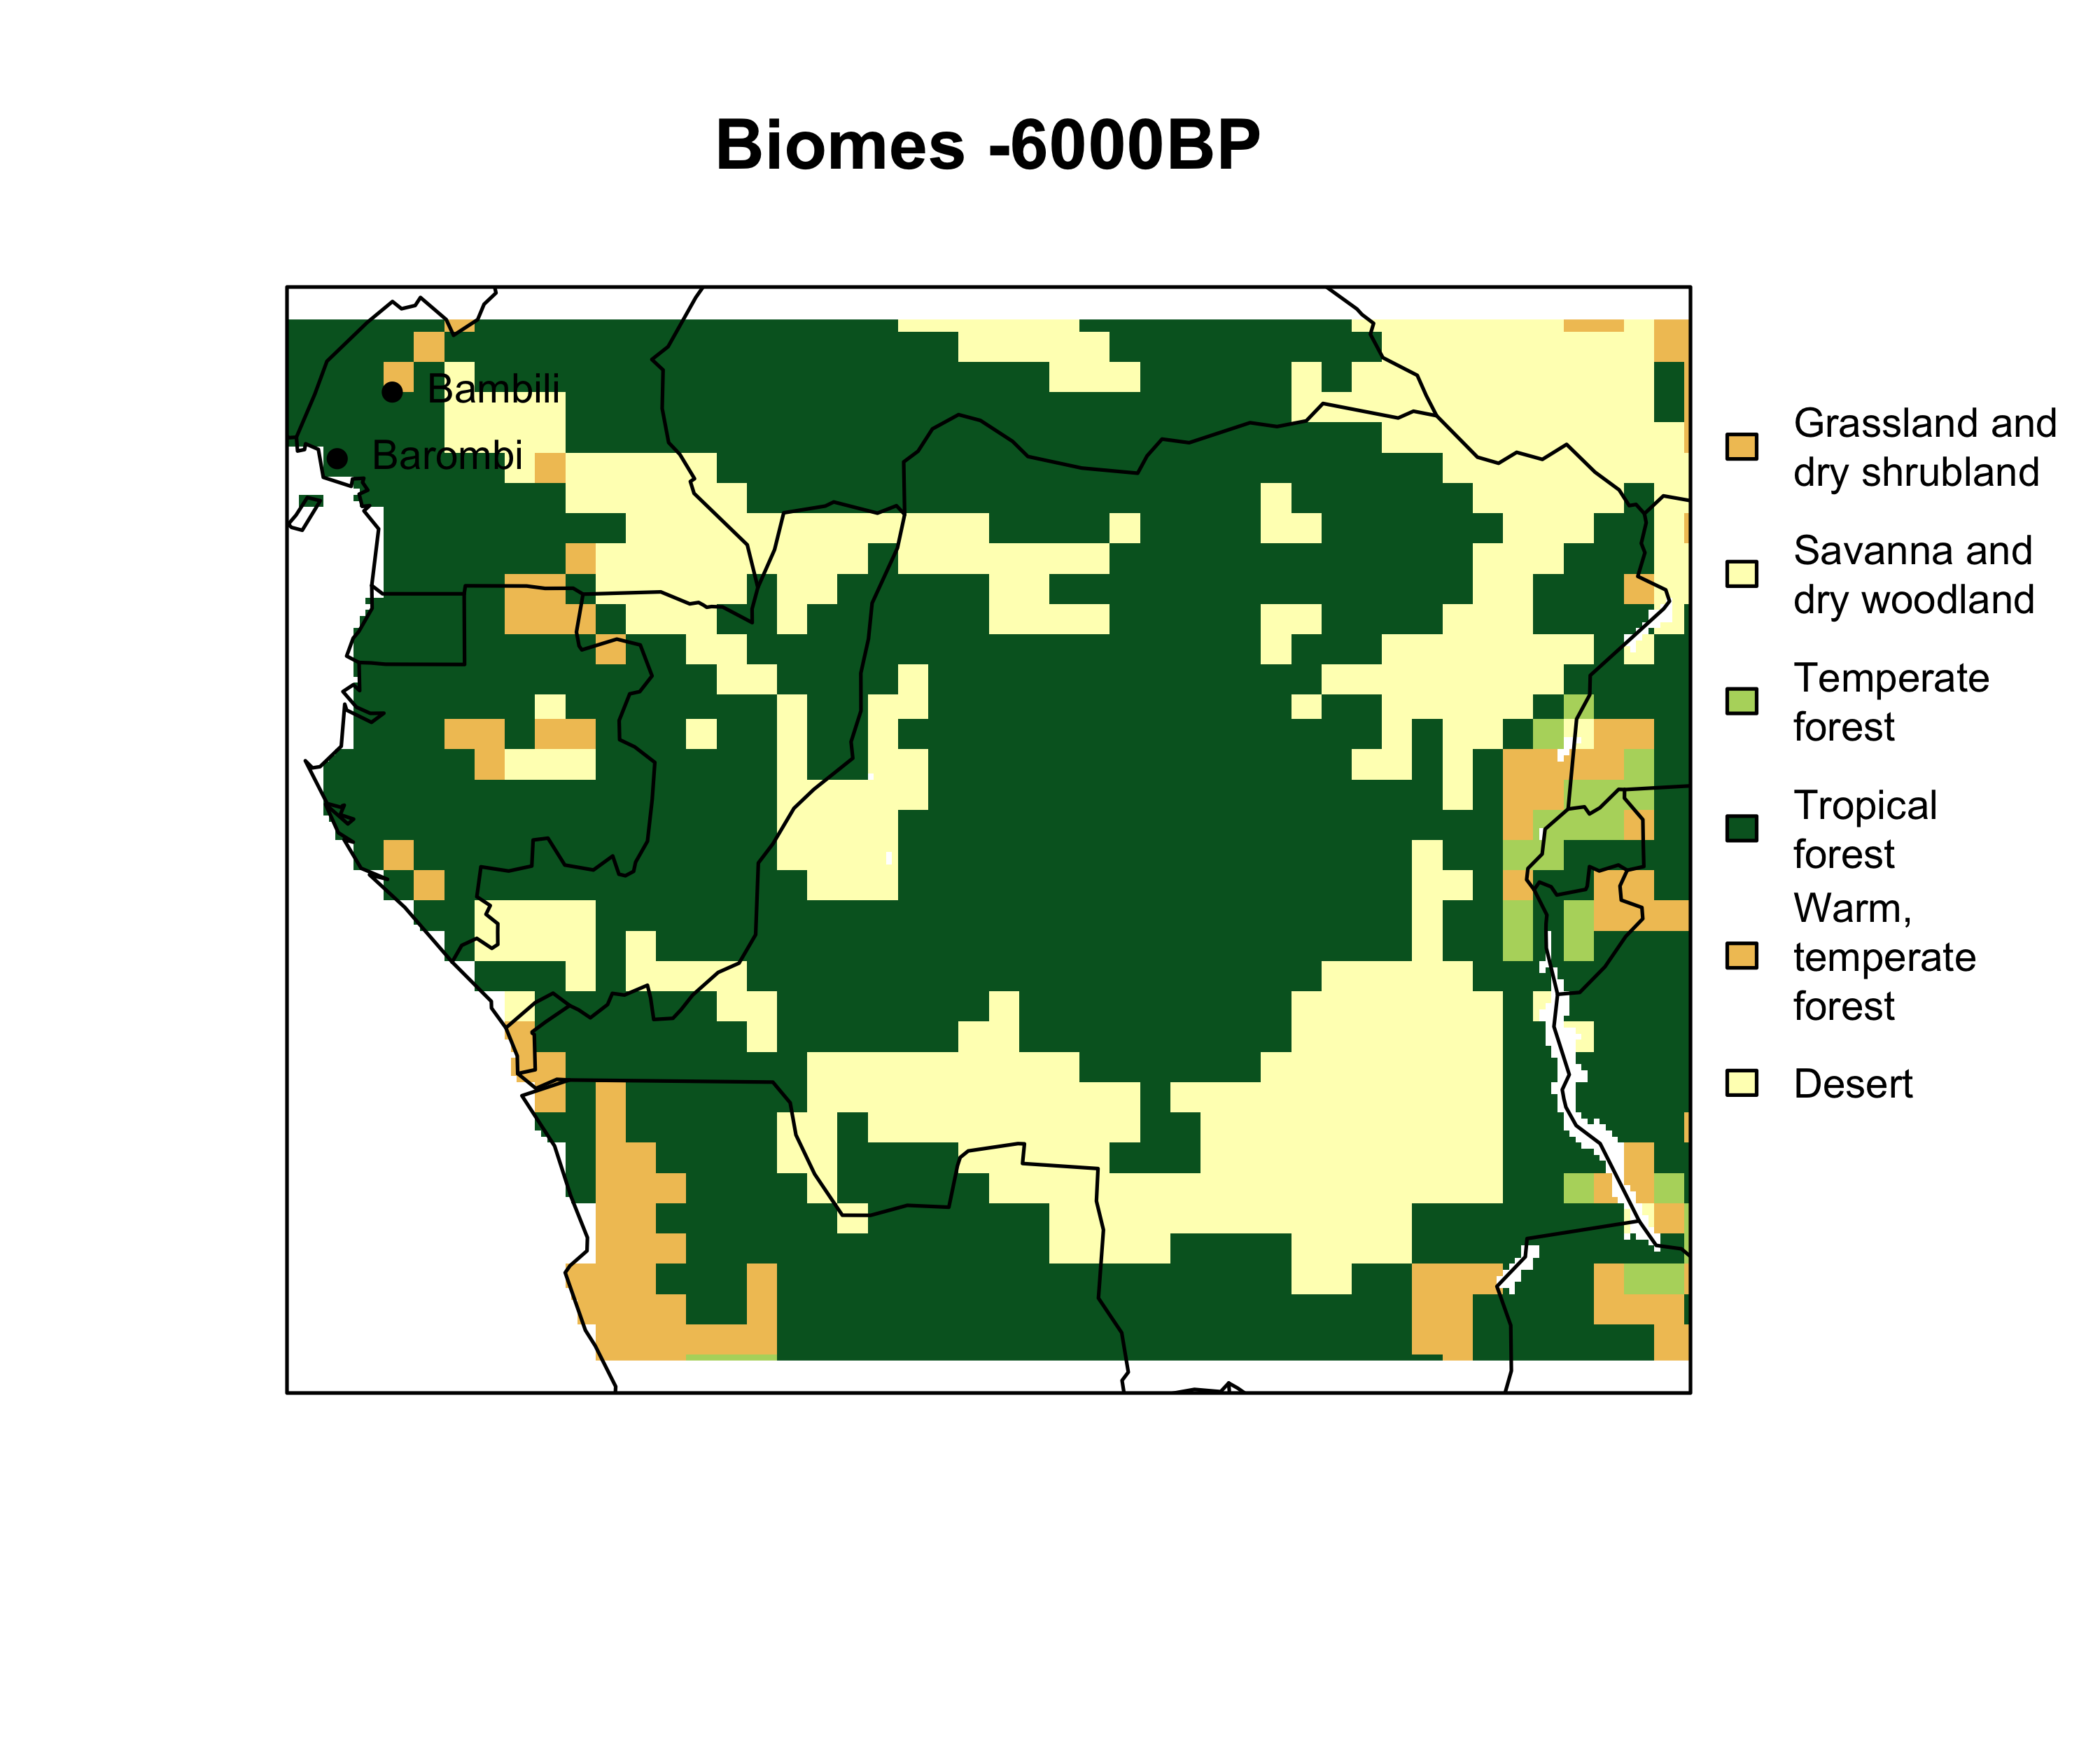 Biomes -6000BP
Bambili
Barombi
Grassland and
dry shrubland
Savanna and
dry woodland
Temperate
forest
Tropical
forest
Warm,
temperate
forest
Desert